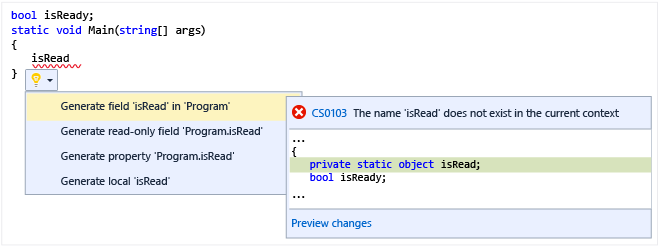 bool isReady;
static void Main(string[] args)
{
isRead
}
Generate field 'isRead' in 'Program'
Generate read-only field 'Program.isRead'
Generate property 'Program.isRead'
Generate local 'isRead'
CS0103 The name 'isRead' does not exist in the current context
...
{
private static object isRead;
bool isReady;
...
Preview changes